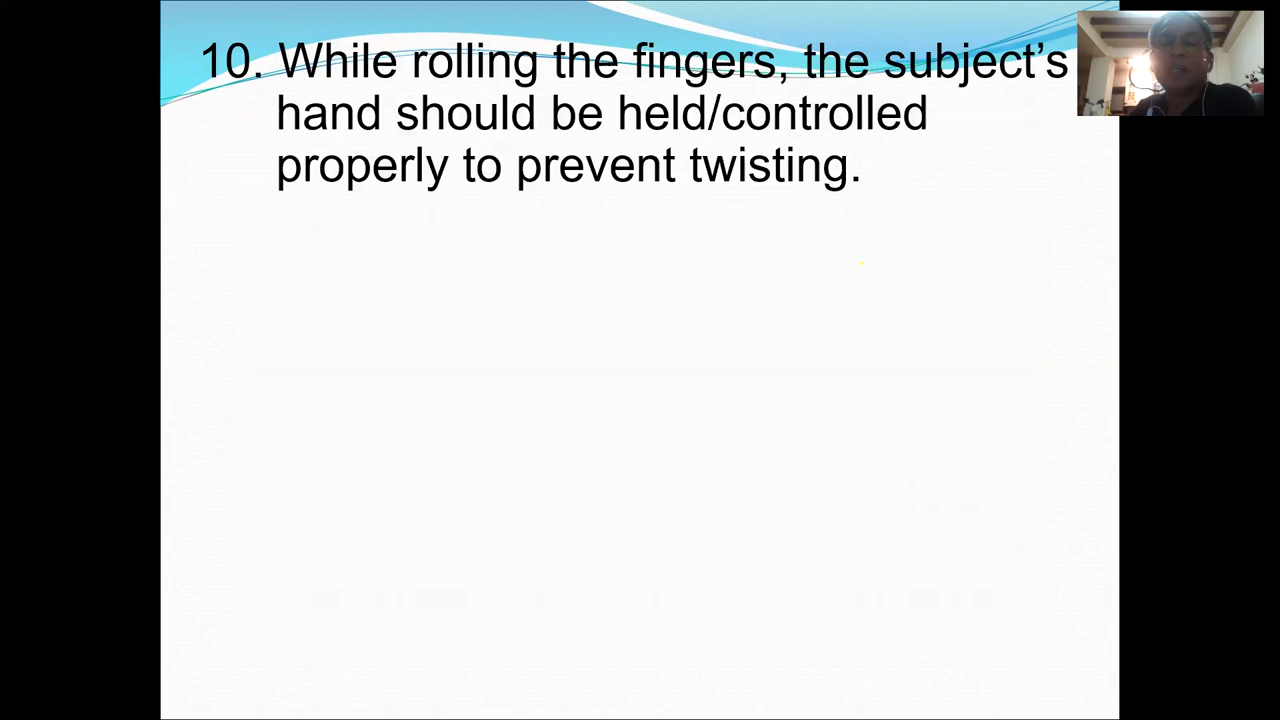 10. While rolling the fingers, the subject’s
hand should be held/controlled
properly to prevent twisting.